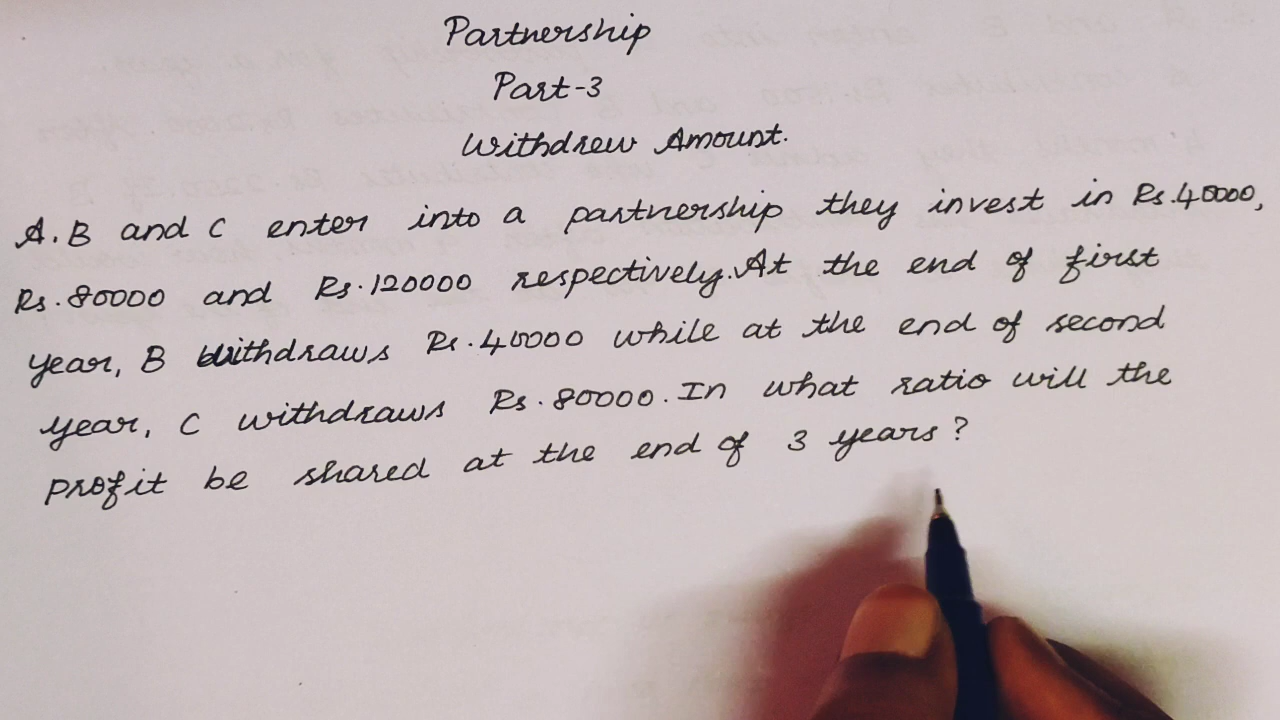 Partnership
Part-3
Withdrew Amount.
A.B and C enter into a partnership they invest in Rs.40000,
Rs.80000 and Rs.120000 respectively.At the end of first
year, B withdraws Rs.40000 while at the end of second
year, C withdraws Rs.80000.In what ratio will the
profit be shared at the end of 3 years?